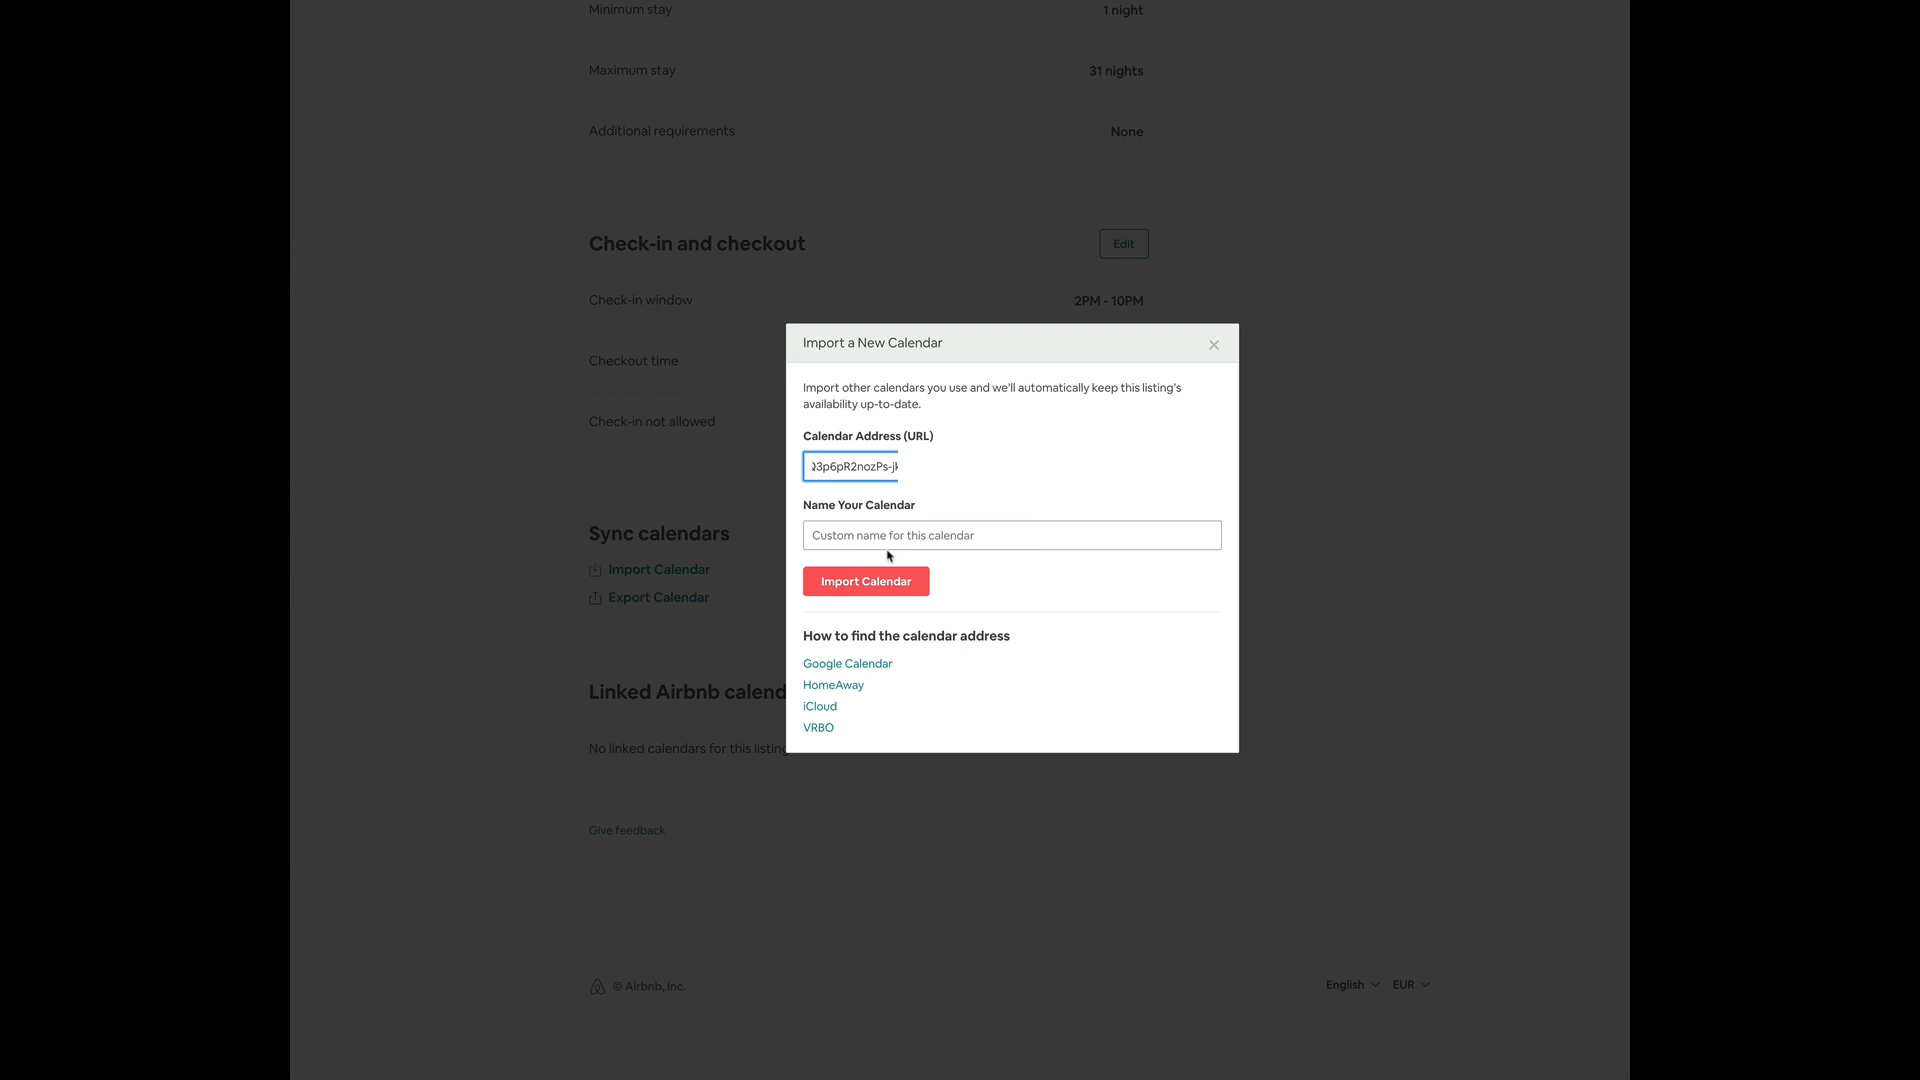 Minimum stay 1 night
Maximum stay 31 nights
Additional requirements None
Check-in and checkout Edit
Check-in window 2PM - 10PM
Checkout time
Check-in not allowed
Sync calendars
Import Calendar
Export Calendar
Linked Airbnb calend
No linked calendars for this listing
Give feedback
© Airbnb, Inc.
English EUR
Import a New Calendar
Import other calendars you use and we'll automatically keep this listing's
availability up-to-date.
Calendar Address (URL)
Q3p6pR2nozPs-jk
Name Your Calendar
Custom name for this calendar
Import Calendar
How to find the calendar address
Google Calendar
HomeAway
iCloud
VRBO